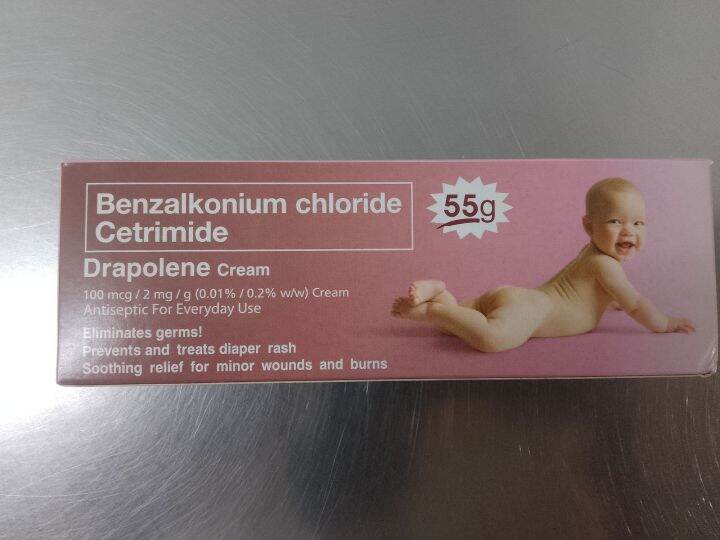 Benzalkonium chloride
Cetrimide
55g
Drapolene Cream
100 mcg / 2 mg / g (0.01% / 0.2% w/w) Cream
Antiseptic For Everyday Use
Eliminates germs!
Prevents and treats diaper rash
Soothing relief for minor wounds and burns